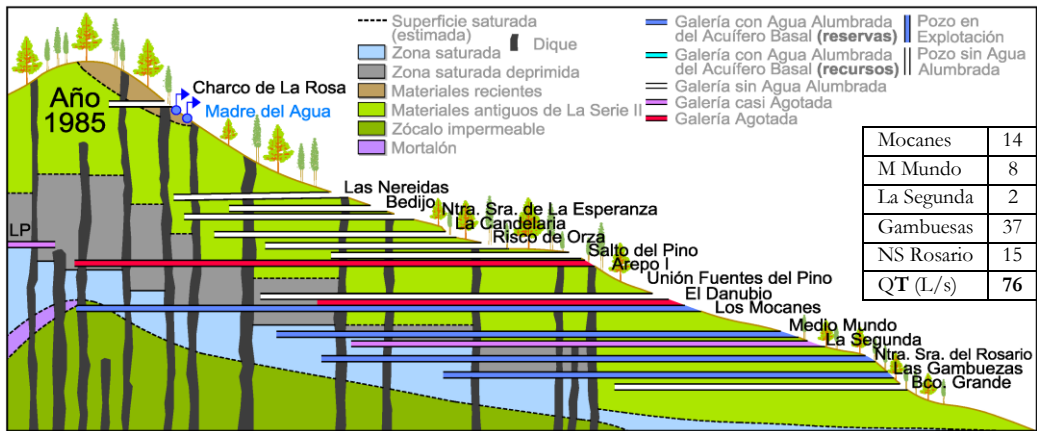 Superficie saturada
(estimada)
Zona saturada
Dique
Zona saturada deprimida
Materiales recientes
Materiales antiguos de La Serie II
Zócalo impermeable
Mortalón
Galería con Agua Alumbrada
del Acuífero Basal (reservas)
Galería con Agua Alumbrada
del Acuífero Basal (recursos)
Galería sin Agua Alumbrada
Galería casi Agotada
Galería Agotada
Pozo en
Explotación
Pozo sin Agua
Alumbrada
Año
1985
Charco de La Rosa
Madre del Agua
Mocanes 14
M Mundo 8
La Segunda 2
Gambuesas 37
NS Rosario 15
QT (L/s) 76
Las Nereidas
Bedijo
Ntra. Sra. de La Esperanza
La Candelaria
Risco de Orza
Salto del Pino
Arepo I
Unión Fuentes del Pino
El Danubio
Los Mocanes
Medio Mundo
La Segunda
Ntra. Sra. del Rosario
Las Gambuezas
Bco. Grande
LP